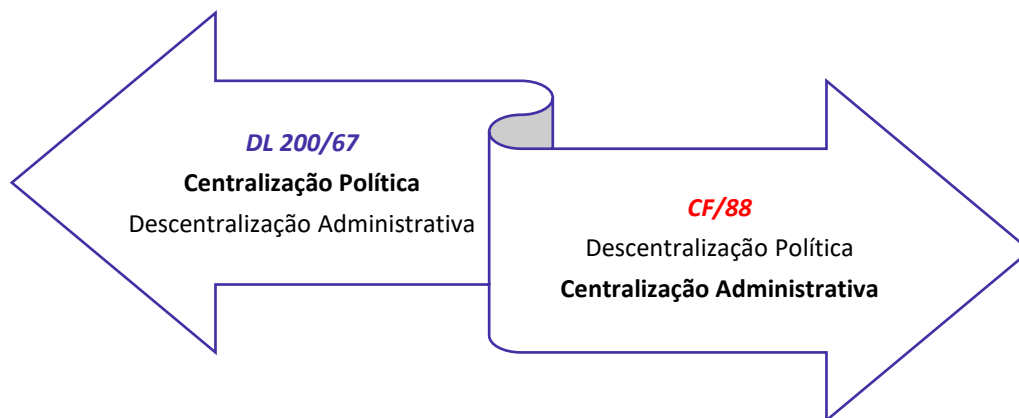 DL 200/67
Centralização Política
Descentralização Administrativa
CF/88
Descentralização Política
Centralização Administrativa